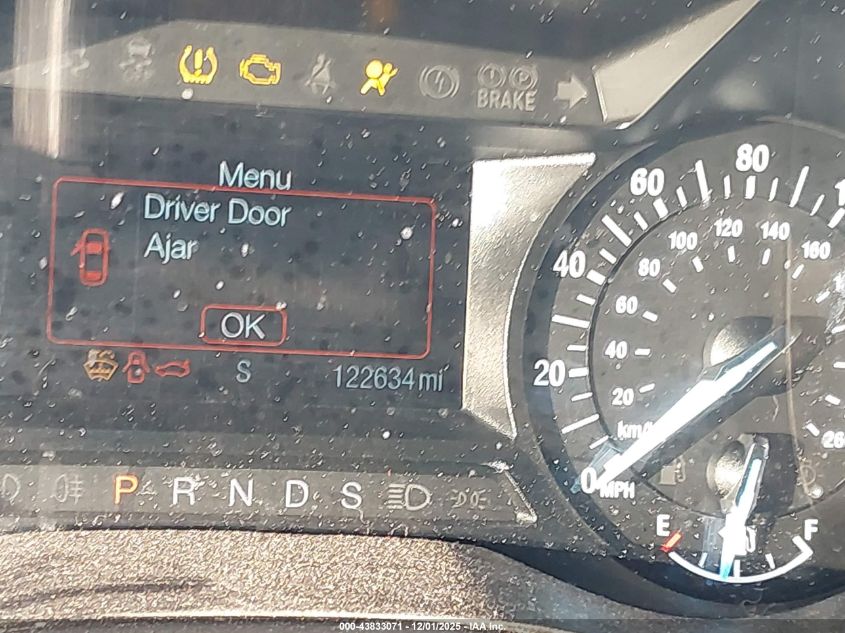 BRAKE
Menu
Driver Door
Ajar
OK
S
122634 mi
P R N D S
0 20 40 60 80
20 40 60 80 100 120 140 160
km/
MPH
E F
000-43833071 - 12/01/2025 - IAA Inc.